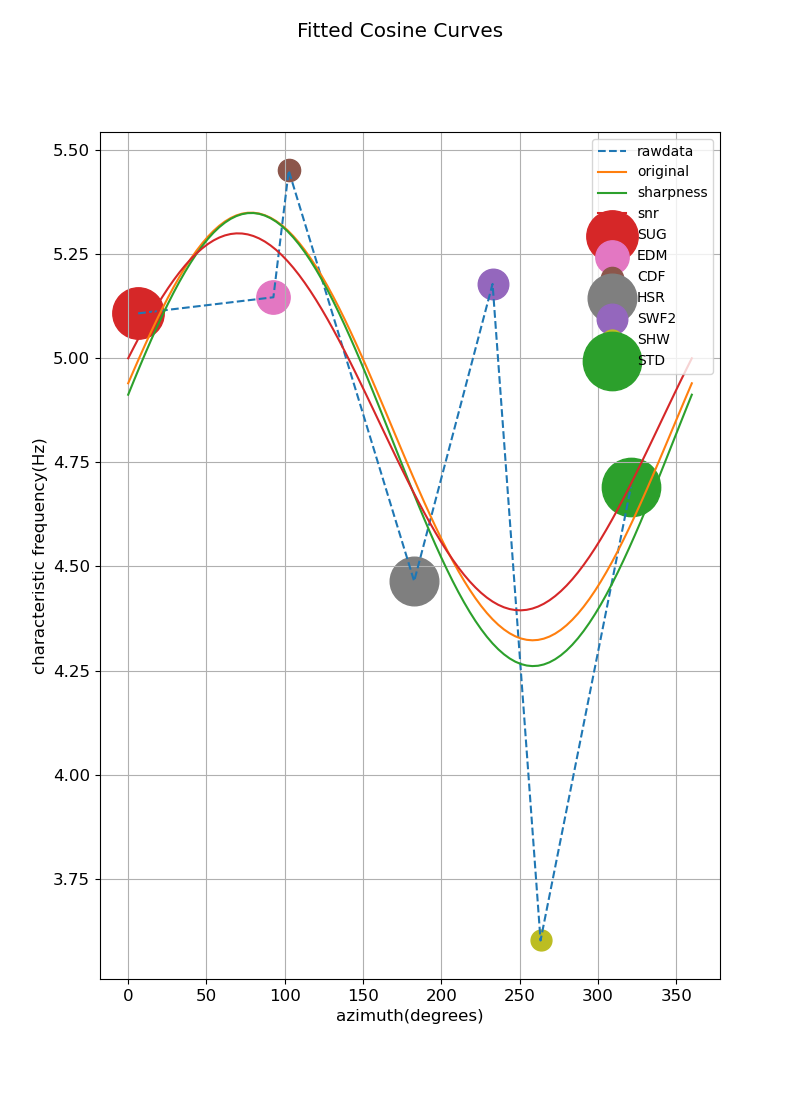 Fitted Cosine Curves
5.50
5.25
5.00
4.75
4.50
4.25
4.00
3.75
characteristic frequency(Hz)
rawdata
original
sharpness
snr
SUG
EDM
CDF
HSR
SWF2
SHW
STD
0 50 100 150 200 250 300 350
azimuth(degrees)